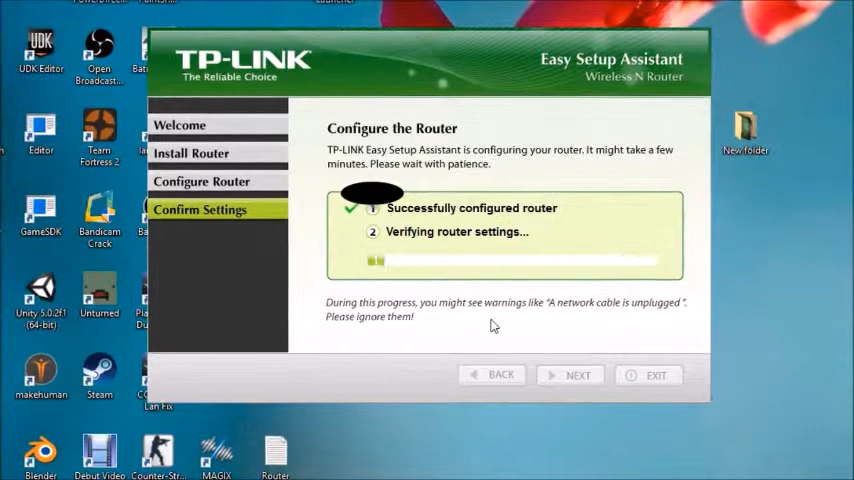 Launcher
UDK
UDK Editor
Open
Broadcast...
Editor
Team
Fortress 2
GameSDK
Bandicam
Crack
Unity 5.0.2f1
(64-bit)
Unturned
makehuman
Steam
Lan Fix
Blender
Debut Video
Counter-Str...
MAGIX
Router
New folder
TP-LINK
The Reliable Choice
Easy Setup Assistant
Wireless N Router
Welcome
Install Router
Configure Router
Confirm Settings
Configure the Router
TP-LINK Easy Setup Assistant is configuring your router. It might take a few
minutes. Please wait with patience.
1 Successfully configured router
2 Verifying router settings...
During this progress, you might see warnings like “A network cable is unplugged ”.
Please ignore them!
BACK
NEXT
EXIT